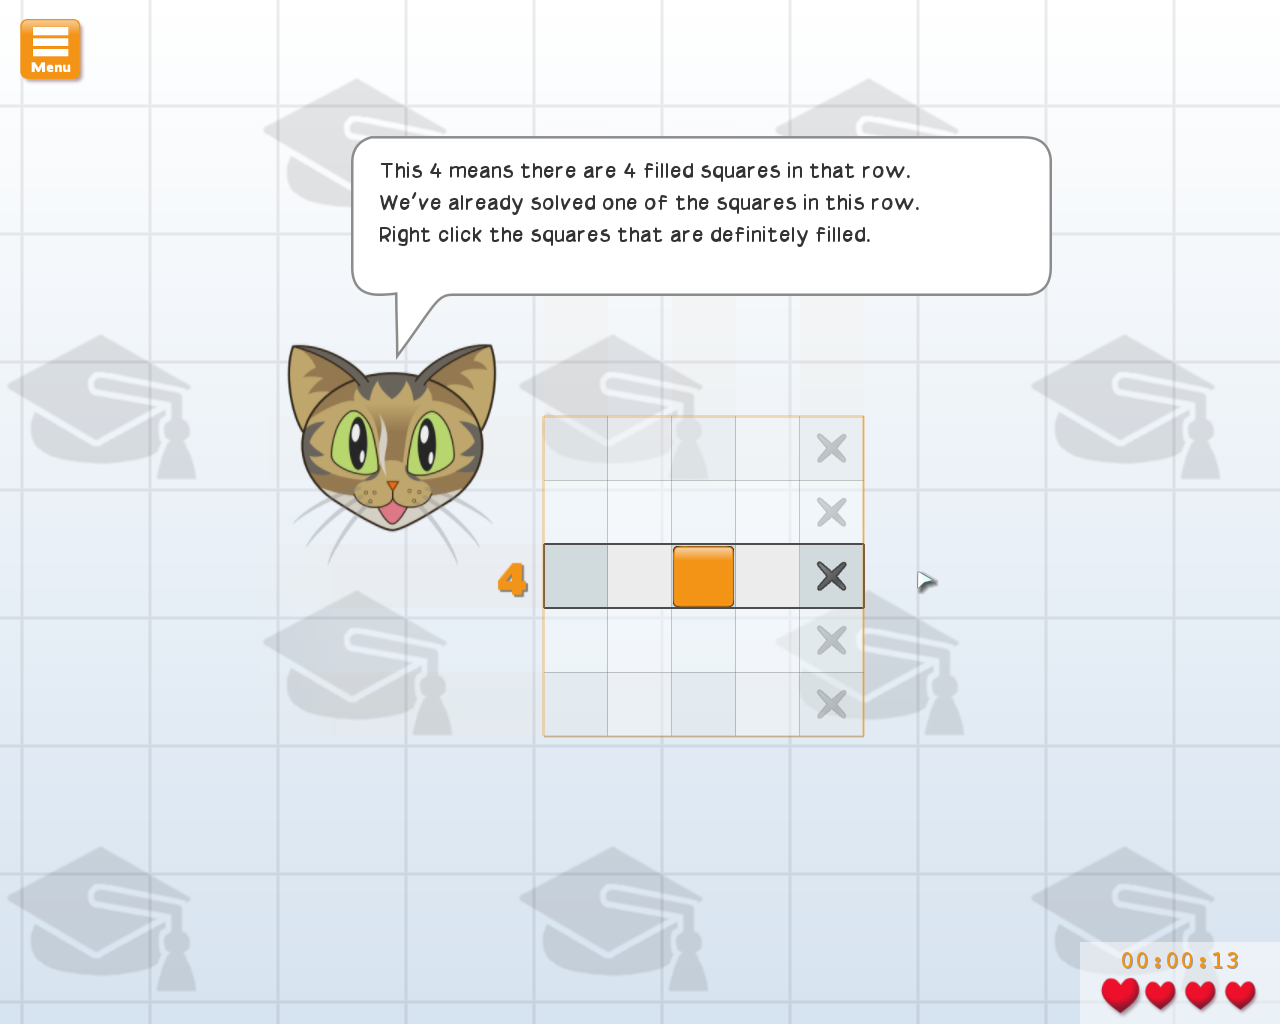 Menu
This 4 means there are 4 filled squares in that row.
We've already solved one of the squares in this row.
Right click the squares that are definitely filled.
4
00:00:13